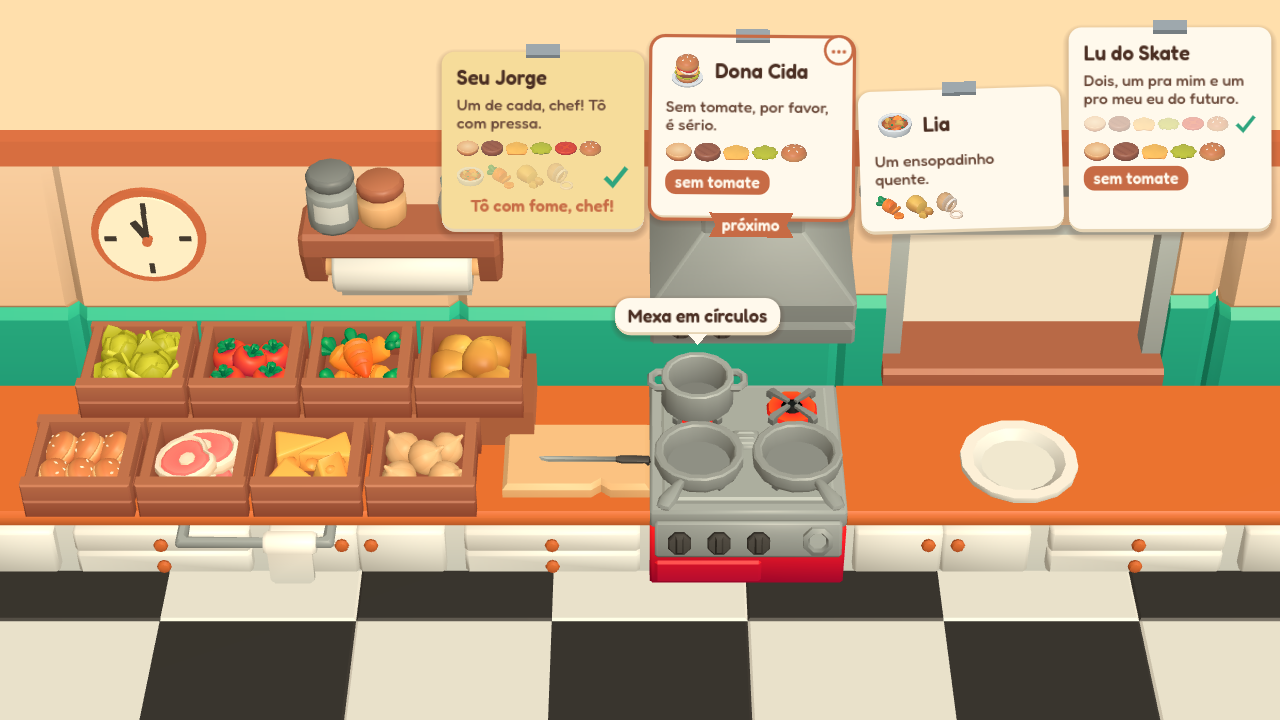 Seu Jorge
Um de cada, chef! Tô
com pressa.
Tô com fome, chef!
Dona Cida
Sem tomate, por favor,
é sério.
sem tomate
próximo
Lia
Um ensopadinho
quente.
Lu do Skate
Dois, um pra mim e um
pro meu eu do futuro.
sem tomate
Mexa em círculos